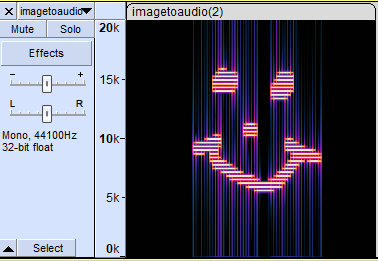 imagetoaudio imagetoaudio(2)
Mute Solo
Effects
- +
L R
Mono, 44100Hz
32-bit float
Select
20k
15k
10k
5k
0k